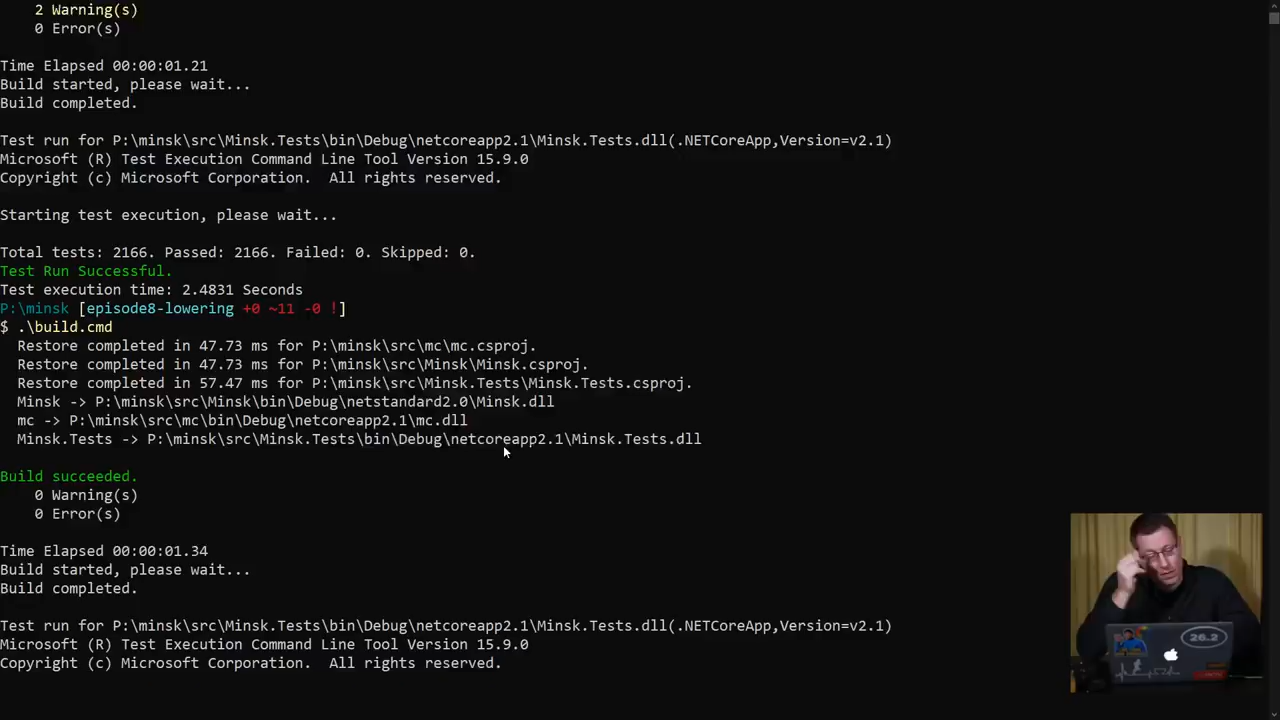 2 Warning(s)
0 Error(s)
Time Elapsed 00:00:01.21
Build started, please wait...
Build completed.
Test run for P:\minsk\src\Minsk.Tests\bin\Debug\netcoreapp2.1\Minsk.Tests.dll(.NETCoreApp,Version=v2.1)
Microsoft (R) Test Execution Command Line Tool Version 15.9.0
Copyright (c) Microsoft Corporation.  All rights reserved.
Starting test execution, please wait...
Total tests: 2166. Passed: 2166. Failed: 0. Skipped: 0.
Test Run Successful.
Test execution time: 2.4831 Seconds
P:\minsk [episode8-lowering +0 ~11 -0 !]
$ .\build.cmd
Restore completed in 47.73 ms for P:\minsk\src\mc\mc.csproj.
Restore completed in 47.73 ms for P:\minsk\src\Minsk\Minsk.csproj.
Restore completed in 57.47 ms for P:\minsk\src\Minsk.Tests\Minsk.Tests.csproj.
Minsk -> P:\minsk\src\Minsk\bin\Debug\netstandard2.0\Minsk.dll
mc -> P:\minsk\src\mc\bin\Debug\netcoreapp2.1\mc.dll
Minsk.Tests -> P:\minsk\src\Minsk.Tests\bin\Debug\netcoreapp2.1\Minsk.Tests.dll
Build succeeded.
0 Warning(s)
0 Error(s)
Time Elapsed 00:00:01.34
Build started, please wait...
Build completed.
Test run for P:\minsk\src\Minsk.Tests\bin\Debug\netcoreapp2.1\Minsk.Tests.dll(.NETCoreApp,Version=v2.1)
Microsoft (R) Test Execution Command Line Tool Version 15.9.0
Copyright (c) Microsoft Corporation.  All rights reserved.
26.2